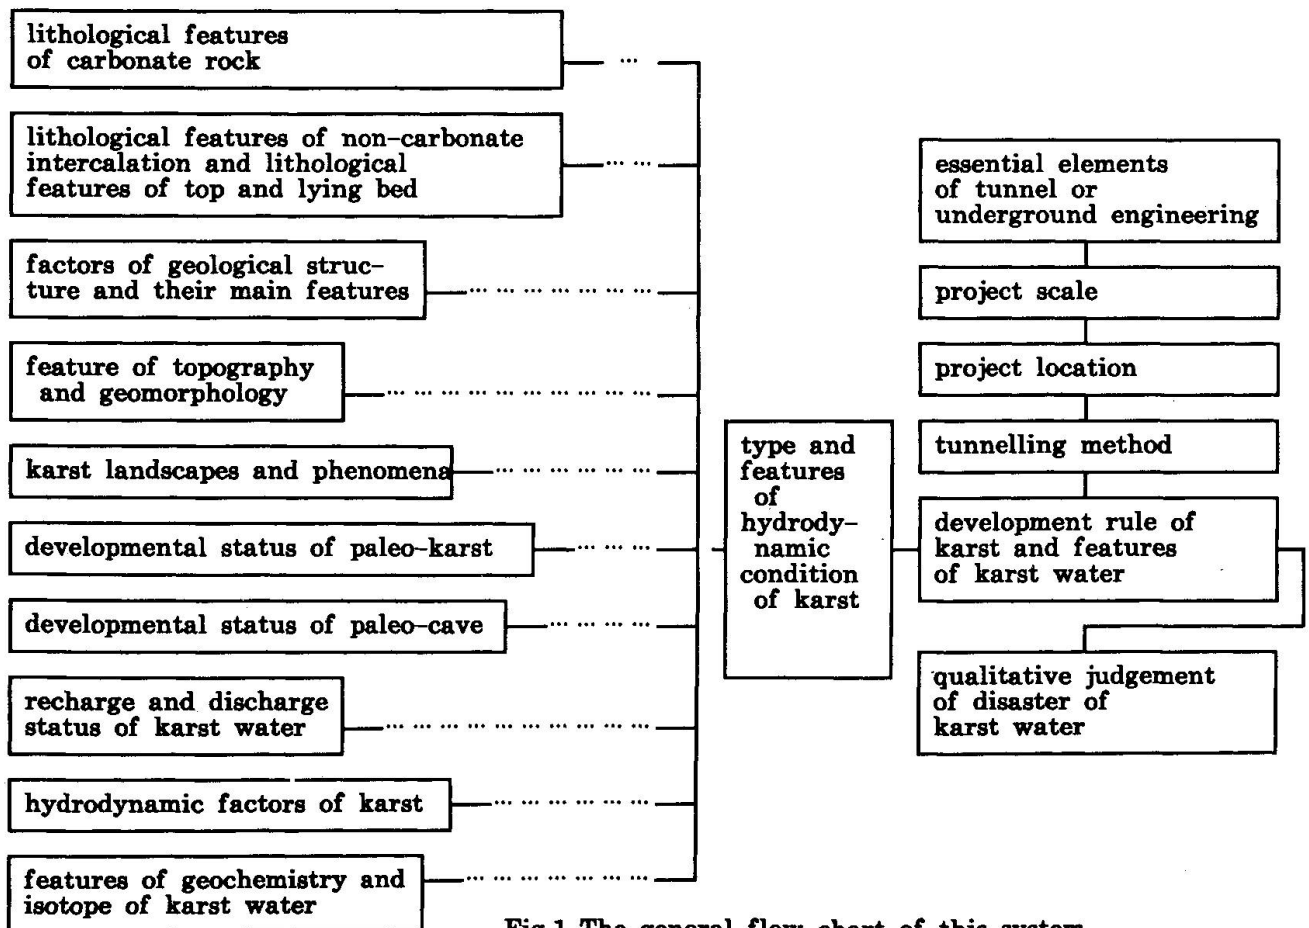 lithological features
of carbonate rock
lithological features of non-carbonate
intercalation and lithological
features of top and lying bed
factors of geological struc-
ture and their main features
feature of topography
and geomorphology
karst landscapes and phenomena
developmental status of paleo-karst
developmental status of paleo-cave
recharge and discharge
status of karst water
hydrodynamic factors of karst
features of geochemistry and
isotope of karst water
type and
features
of
hydrody-
namic
condition
of karst
essential elements
of tunnel or
underground engineering
project scale
project location
tunnelling method
development rule of
karst and features
of karst water
qualitative judgement
of disaster of
karst water
Fig.1 The general flow chart of this system